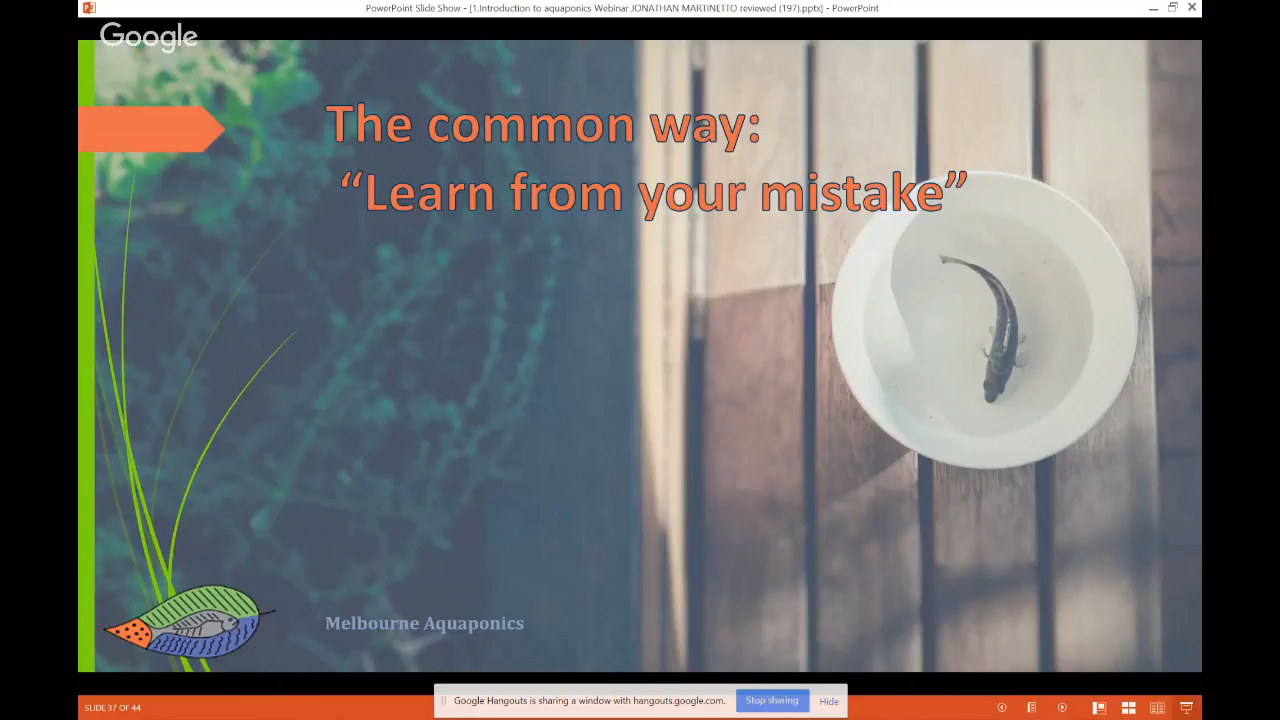 PowerPoint Slide Show - [1.Introduction to aquaponics Webinar JONATHAN MARTINETTO reviewed (197).pptx] - PowerPoint
Google
The common way:
“Learn from your mistake”
Melbourne Aquaponics
Google Hangouts is sharing a window with hangouts.google.com.
Stop sharing
Hide
SLIDE 37 OF 44